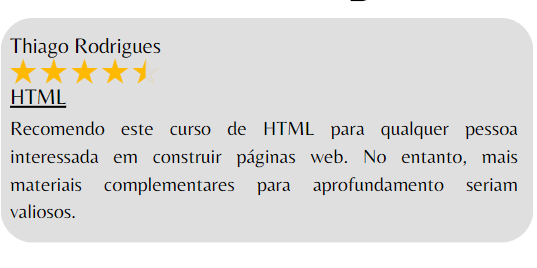 Thiago Rodrigues
HTML
Recomendo este curso de HTML para qualquer pessoa
interessada em construir páginas web. No entanto, mais
materiais complementares para aprofundamento seriam
valiosos.